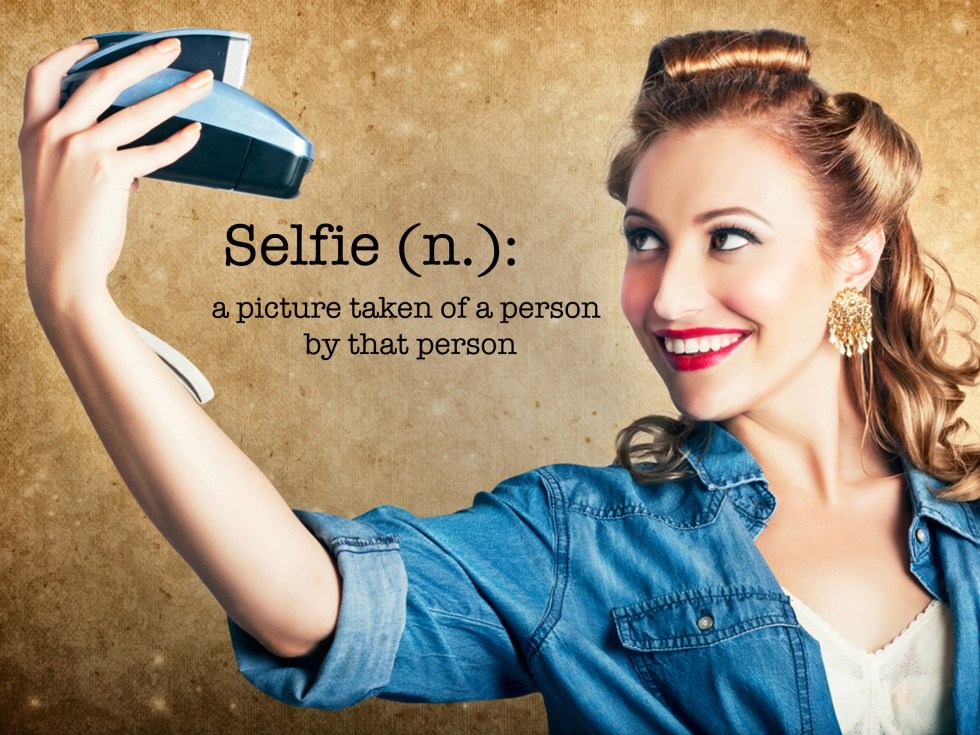 Selfie (n.):
a picture taken of a person
by that person